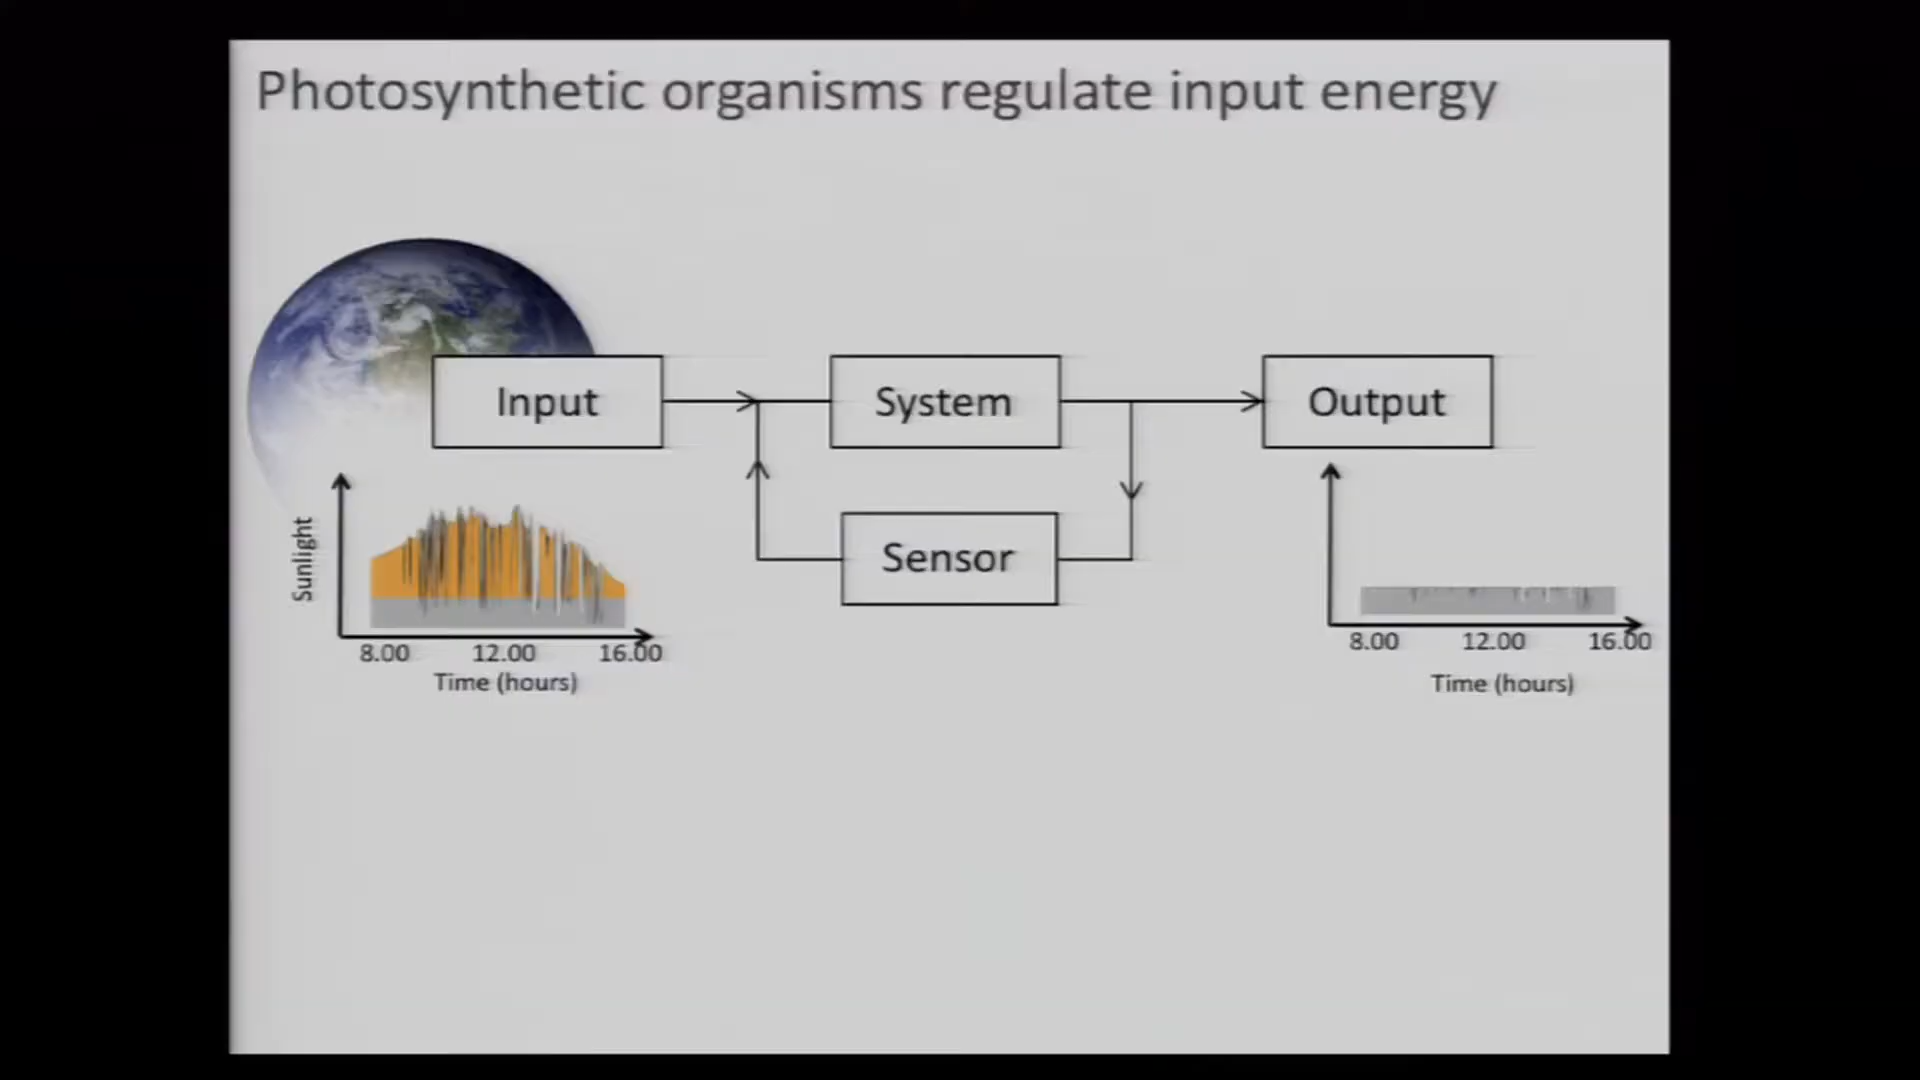 Photosynthetic organisms regulate input energy
Input
System
Output
Sensor
Sunlight
8.00
12.00
16.00
Time (hours)
8.00
12.00
16.00
Time (hours)